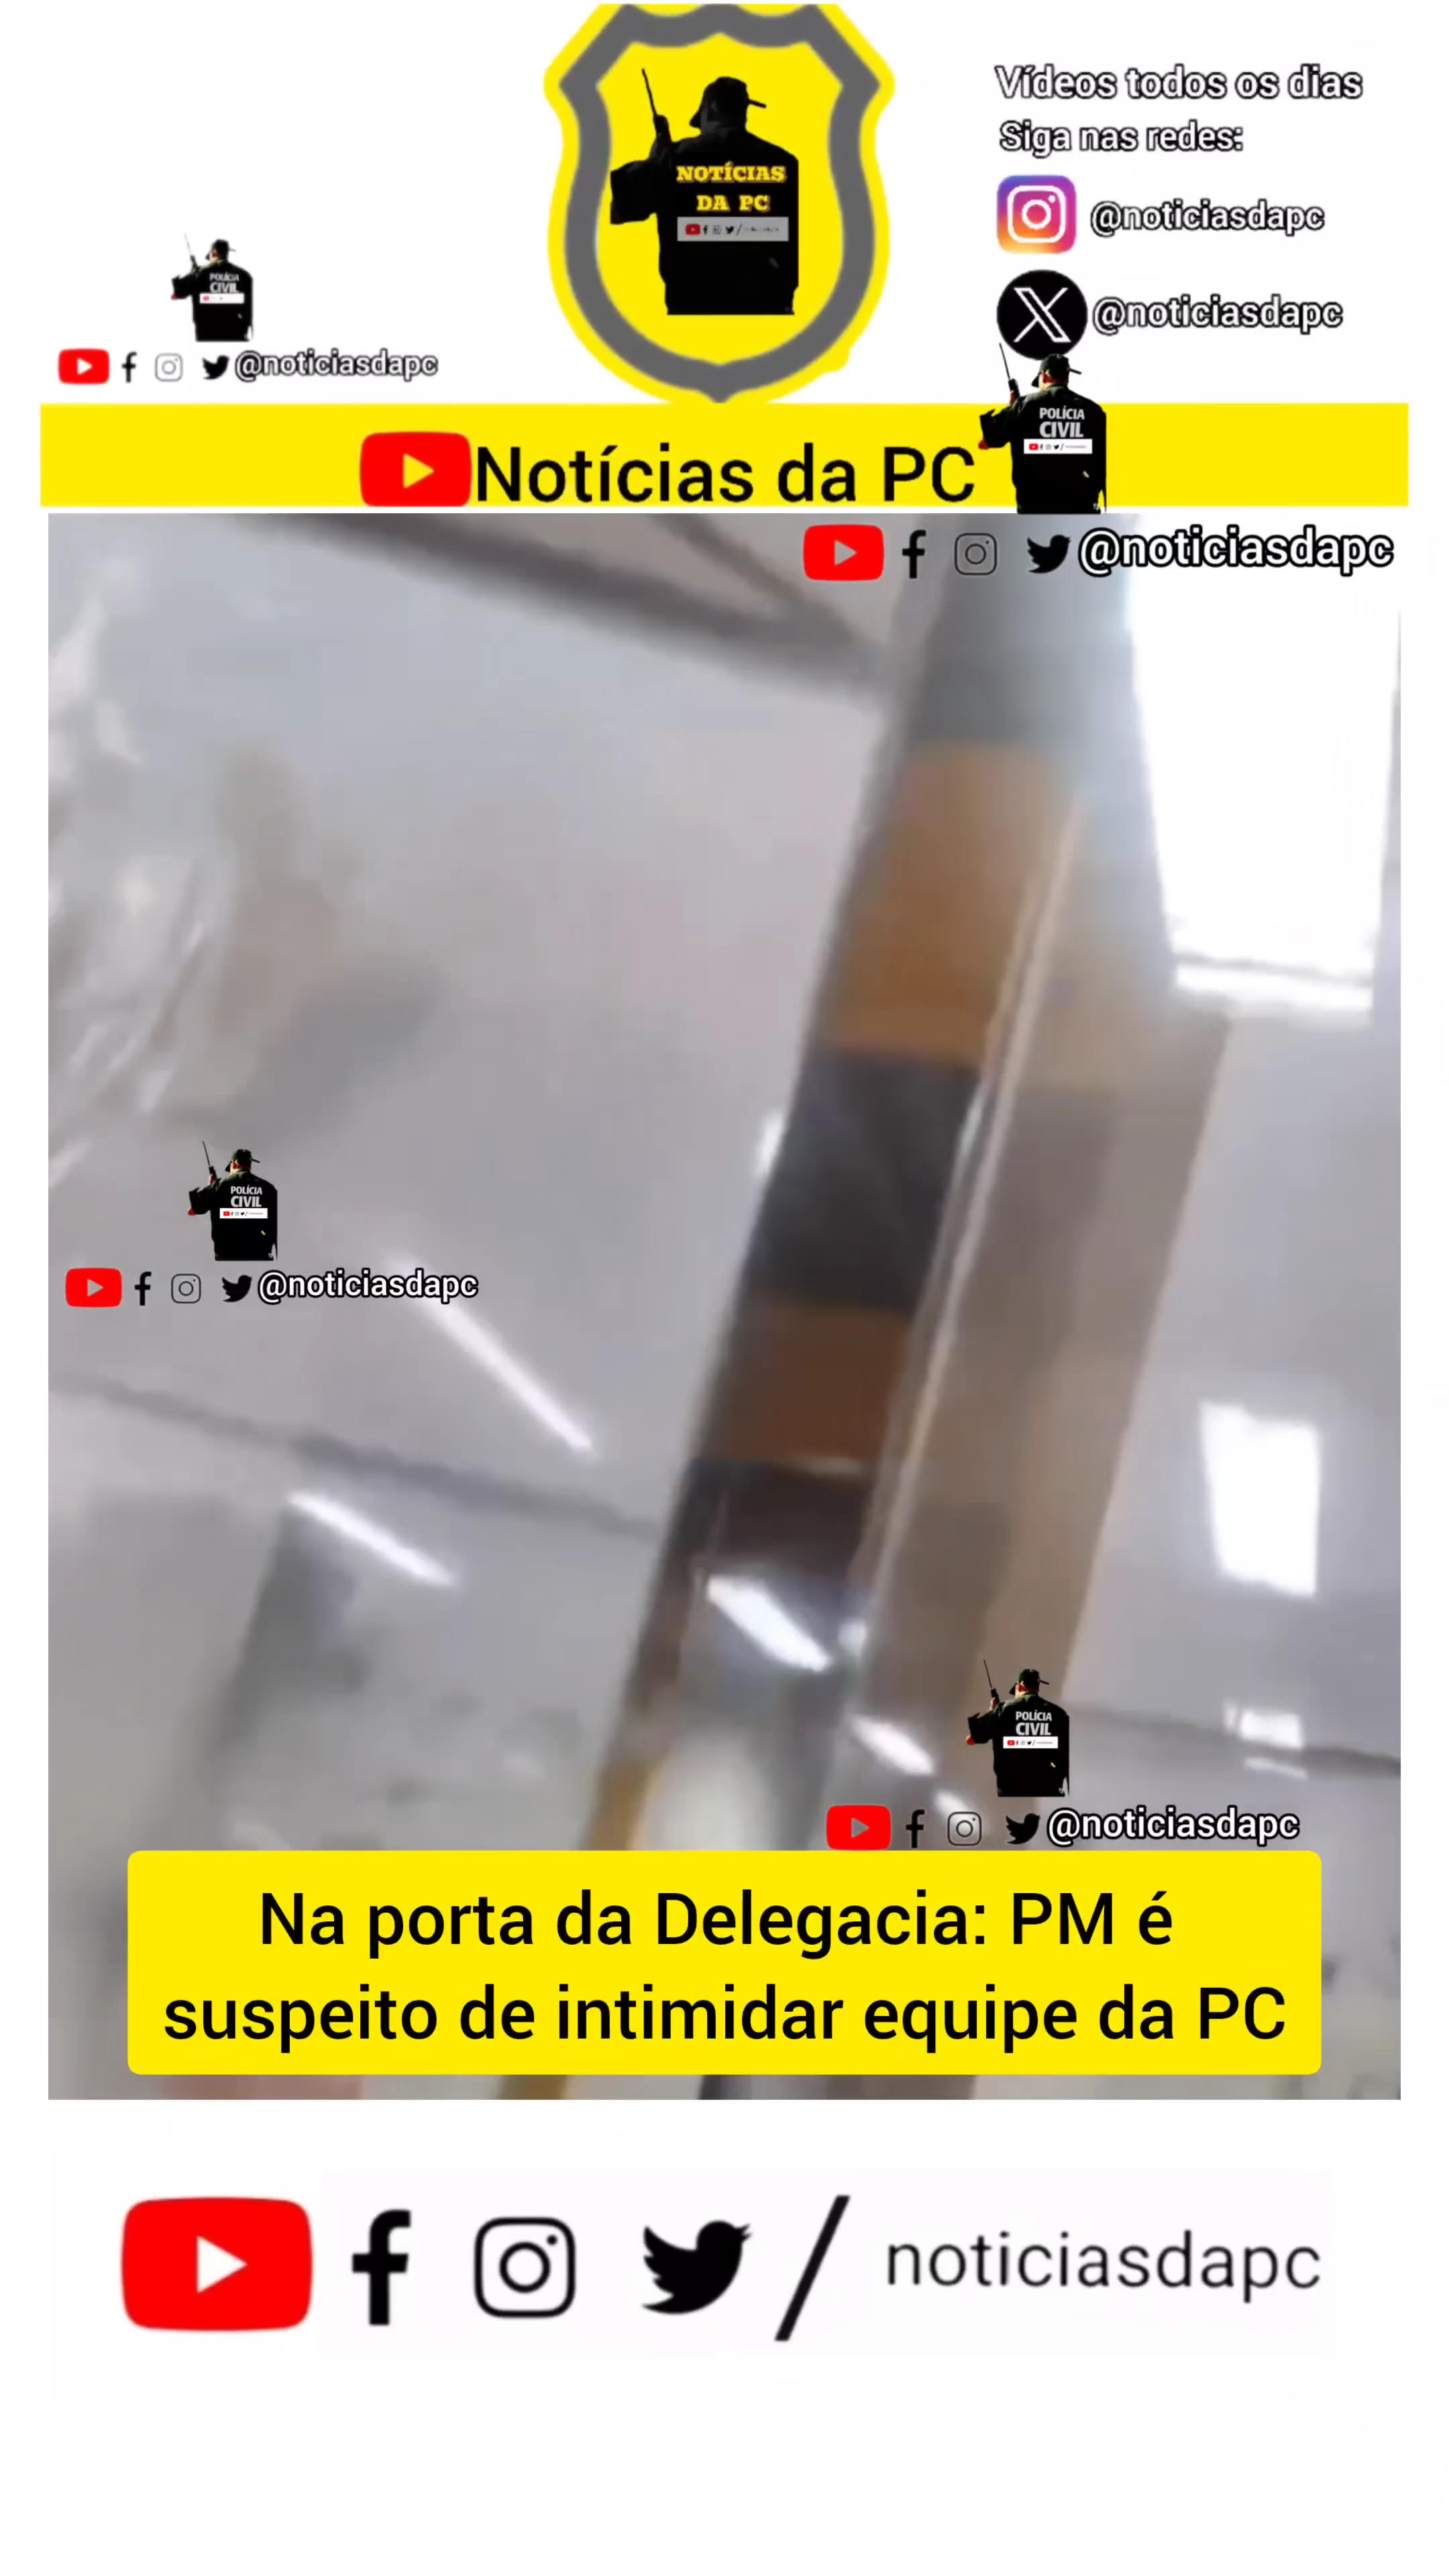 Vídeos todos os dias
Siga nas redes:
@noticiasdapc
@noticiasdapc
NOTÍCIAS
DA PC
POLÍCIA
CIVIL
@noticiasdapc
Notícias da PC
POLÍCIA
CIVIL
@noticiasdapc
POLÍCIA
CIVIL
@noticiasdapc
POLÍCIA
CIVIL
@noticiasdapc
Na porta da Delegacia: PM é
suspeito de intimidar equipe da PC
/ noticiasdapc